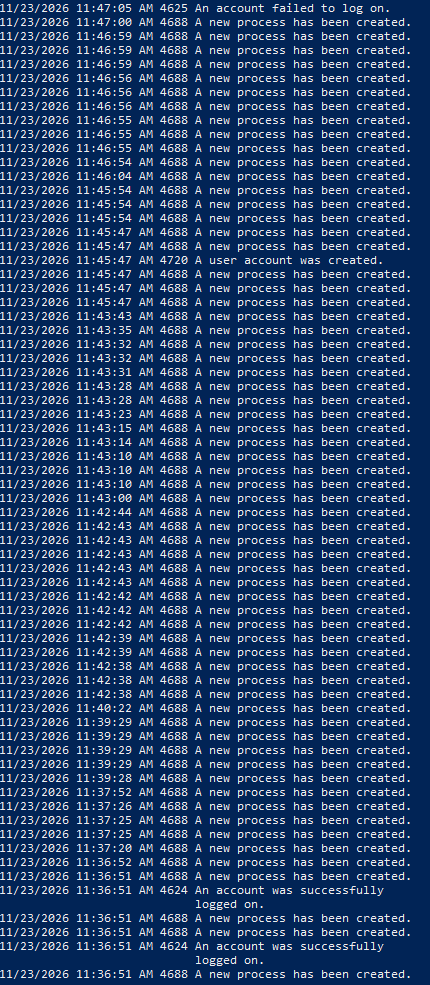 11/23/2026 11:47:05 AM 4625 An account failed to log on.
11/23/2026 11:47:00 AM 4688 A new process has been created.
11/23/2026 11:46:59 AM 4688 A new process has been created.
11/23/2026 11:46:59 AM 4688 A new process has been created.
11/23/2026 11:46:56 AM 4688 A new process has been created.
11/23/2026 11:46:56 AM 4688 A new process has been created.
11/23/2026 11:46:56 AM 4688 A new process has been created.
11/23/2026 11:46:56 AM 4688 A new process has been created.
11/23/2026 11:46:55 AM 4688 A new process has been created.
11/23/2026 11:46:55 AM 4688 A new process has been created.
11/23/2026 11:46:55 AM 4688 A new process has been created.
11/23/2026 11:46:54 AM 4688 A new process has been created.
11/23/2026 11:46:04 AM 4688 A new process has been created.
11/23/2026 11:45:54 AM 4688 A new process has been created.
11/23/2026 11:45:54 AM 4688 A new process has been created.
11/23/2026 11:45:54 AM 4688 A new process has been created.
11/23/2026 11:45:47 AM 4688 A new process has been created.
11/23/2026 11:45:47 AM 4688 A new process has been created.
11/23/2026 11:45:47 AM 4720 A user account was created.
11/23/2026 11:45:47 AM 4688 A new process has been created.
11/23/2026 11:45:47 AM 4688 A new process has been created.
11/23/2026 11:45:47 AM 4688 A new process has been created.
11/23/2026 11:43:43 AM 4688 A new process has been created.
11/23/2026 11:43:35 AM 4688 A new process has been created.
11/23/2026 11:43:32 AM 4688 A new process has been created.
11/23/2026 11:43:32 AM 4688 A new process has been created.
11/23/2026 11:43:31 AM 4688 A new process has been created.
11/23/2026 11:43:28 AM 4688 A new process has been created.
11/23/2026 11:43:28 AM 4688 A new process has been created.
11/23/2026 11:43:23 AM 4688 A new process has been created.
11/23/2026 11:43:15 AM 4688 A new process has been created.
11/23/2026 11:43:14 AM 4688 A new process has been created.
11/23/2026 11:43:10 AM 4688 A new process has been created.
11/23/2026 11:43:10 AM 4688 A new process has been created.
11/23/2026 11:43:10 AM 4688 A new process has been created.
11/23/2026 11:43:00 AM 4688 A new process has been created.
11/23/2026 11:42:44 AM 4688 A new process has been created.
11/23/2026 11:42:43 AM 4688 A new process has been created.
11/23/2026 11:42:43 AM 4688 A new process has been created.
11/23/2026 11:42:43 AM 4688 A new process has been created.
11/23/2026 11:42:43 AM 4688 A new process has been created.
11/23/2026 11:42:43 AM 4688 A new process has been created.
11/23/2026 11:42:42 AM 4688 A new process has been created.
11/23/2026 11:42:42 AM 4688 A new process has been created.
11/23/2026 11:42:42 AM 4688 A new process has been created.
11/23/2026 11:42:39 AM 4688 A new process has been created.
11/23/2026 11:42:39 AM 4688 A new process has been created.
11/23/2026 11:42:38 AM 4688 A new process has been created.
11/23/2026 11:42:38 AM 4688 A new process has been created.
11/23/2026 11:42:38 AM 4688 A new process has been created.
11/23/2026 11:40:22 AM 4688 A new process has been created.
11/23/2026 11:39:29 AM 4688 A new process has been created.
11/23/2026 11:39:29 AM 4688 A new process has been created.
11/23/2026 11:39:29 AM 4688 A new process has been created.
11/23/2026 11:39:29 AM 4688 A new process has been created.
11/23/2026 11:39:28 AM 4688 A new process has been created.
11/23/2026 11:37:52 AM 4688 A new process has been created.
11/23/2026 11:37:26 AM 4688 A new process has been created.
11/23/2026 11:37:25 AM 4688 A new process has been created.
11/23/2026 11:37:25 AM 4688 A new process has been created.
11/23/2026 11:37:20 AM 4688 A new process has been created.
11/23/2026 11:36:52 AM 4688 A new process has been created.
11/23/2026 11:36:51 AM 4688 A new process has been created.
11/23/2026 11:36:51 AM 4624 An account was successfully
logged on.
11/23/2026 11:36:51 AM 4688 A new process has been created.
11/23/2026 11:36:51 AM 4688 A new process has been created.
11/23/2026 11:36:51 AM 4624 An account was successfully
logged on.
11/23/2026 11:36:51 AM 4688 A new process has been created.